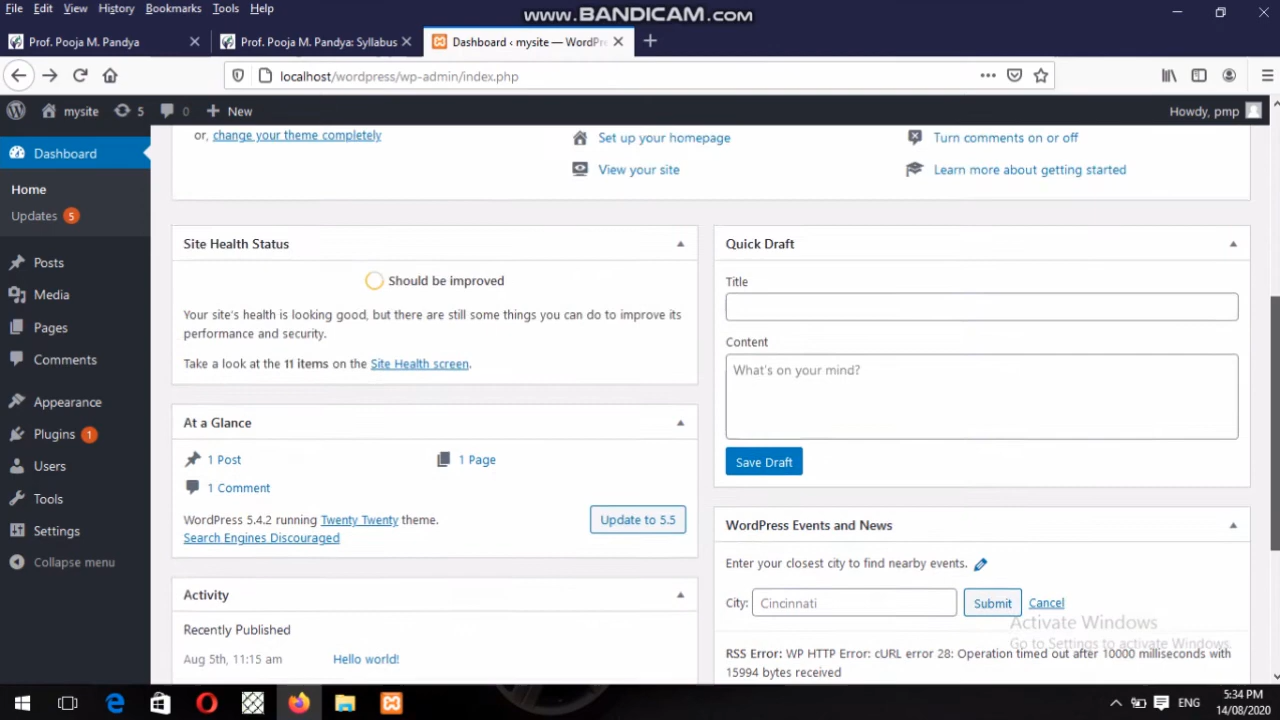 File Edit View History Bookmarks Tools Help
www.BANDICAM.com
Prof. Pooja M. Pandya
Prof. Pooja M. Pandya: Syllabus
Dashboard ‹ mysite — WordPre
localhost/wordpress/wp-admin/index.php
mysite 5 0 New
Howdy, pmp
Dashboard
Home
Updates 5
Posts
Media
Pages
Comments
Appearance
Plugins 1
Users
Tools
Settings
Collapse menu
or, change your theme completely
Set up your homepage
View your site
Turn comments on or off
Learn more about getting started
Site Health Status
Should be improved
Your site's health is looking good, but there are still some things you can do to improve its
performance and security.
Take a look at the 11 items on the Site Health screen.
At a Glance
1 Post
1 Page
1 Comment
WordPress 5.4.2 running Twenty Twenty theme.
Update to 5.5
Search Engines Discouraged
Activity
Recently Published
Aug 5th, 11:15 am Hello world!
Quick Draft
Title
Content
What's on your mind?
Save Draft
WordPress Events and News
Enter your closest city to find nearby events.
City: Cincinnati Submit Cancel
RSS Error: WP HTTP Error: cURL error 28: Operation timed out after 10000 milliseconds with
15994 bytes received
Activate Windows
Go to Settings to activate Windows.
ENG
5:34 PM
14/08/2020